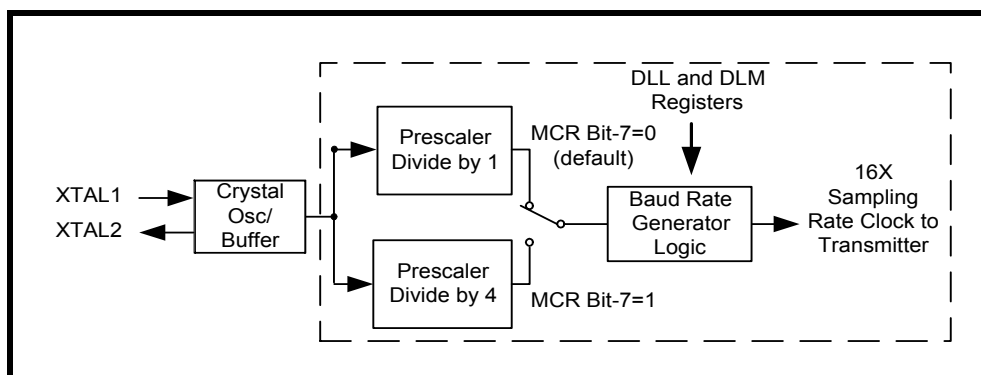 DLL and DLM
Registers
Prescaler
Divide by 1
MCR Bit-7=0
(default)
XTAL1
XTAL2
Crystal
Osc/
Buffer
Baud Rate
Generator
Logic
16X
Sampling
Rate Clock to
Transmitter
Prescaler
Divide by 4
MCR Bit-7=1